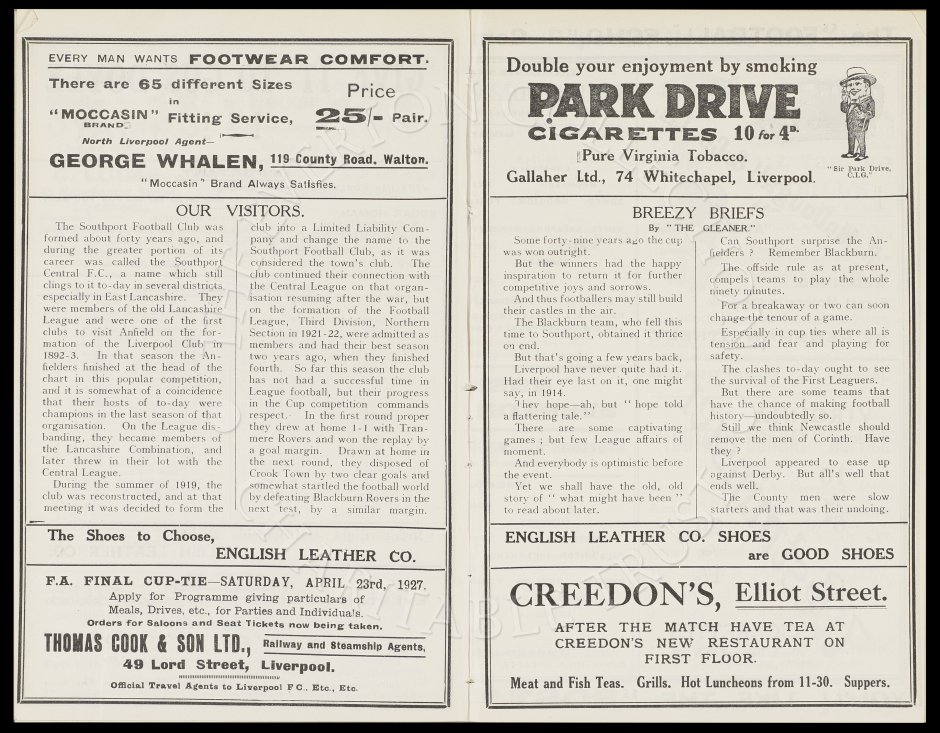 EVERY MAN WANTS FOOTWEAR COMFORT.
There are 65 different Sizes
in
"MOCCASIN" Fitting Service,
BRAND
Price
25/- Pair.
North Liverpool Agent—
GEORGE WHALEN, 119 County Road, Walton.
"Moccasin" Brand Always Satisfies.
OUR VISITORS.
The Southport Football Club was
formed about forty years ago, and
during the greater portion of its
career was called the Southport
Central F.C., a name which still
clings to it to-day in several districts
especially in East Lancashire. They
were members of the old Lancashire
League and were one of the first
clubs to visit Anfield on the for-
mation of the Liverpool Club in
1892-3. In that season the An-
fielders finished at the head of the
chart in this popular competition,
and it is somewhat of a coincidence
that their hosts of to-day were
champions in the last season of that
organisation. On the League dis-
banding, they became members of
the Lancashire Combination, and
later threw in their lot with the
Central League.
During the summer of 1919, the
club was reconstructed, and at that
meeting it was decided to form the
club into a Limited Liability Com-
pany and change the name to the
Southport Football Club, as it was
considered the town's club. The
club continued their connection with
the Central League on that organ-
isation resuming after the war, but
on the formation of the Football
League, Third Division, Northern
Section in 1921-22, were admitted as
members and had their best season
two years ago, when they finished
fourth. So far this season the club
has not had a successful time in
League football, but their progress
in the Cup competition commands
respect. In the first round proper
they drew at home 1-1 with Tran-
mere Rovers and won the replay by
a goal margin. Drawn at home in
the next round, they disposed of
Crook Town by two clear goals and
somewhat startled the football world
by defeating Blackburn Rovers in the
next test, by a similar margin.
The Shoes to Choose,
ENGLISH LEATHER CO.
F.A. FINAL CUP-TIE—SATURDAY, APRIL 23rd, 1927.
Apply for Programme giving particulars of
Meals, Drives, etc., for Parties and Individuals.
Orders for Saloons and Seat Tickets now being taken.
THOMAS COOK & SON LTD., Railway and Steamship Agents,
49 Lord Street, Liverpool.
Official Travel Agents to Liverpool F C., Etc., Etc.
Double your enjoyment by smoking
PARK DRIVE
CIGARETTES 10 for 4D.
Pure Virginia Tobacco.
Gallaher Ltd., 74 Whitechapel, Liverpool.
"Sir Park Drive,
C.I.G."
BREEZY BRIEFS
By "THE GLEANER."
Some forty-nine years ago the cup
was won outright.
But the winners had the happy
inspiration to return it for further
competitive joys and sorrows.
And thus footballers may still build
their castles in the air.
The Blackburn team, who fell this
time to Southport, obtained it thrice
on end.
But that's going a few years back,
Liverpool have never quite had it.
Had their eye last on it, one might
say, in 1914.
They hope—ah, but "hope told
a flattering tale."
There are some captivating
games; but few League affairs of
moment.
And everybody is optimistic before
the event.
Yet we shall have the old, old
story of "what might have been"
to read about later.
Can Southport surprise the An-
fielders? Remember Blackburn.
The offside rule as at present,
compels teams to play the whole
ninety minutes.
For a breakaway or two can soon
change the tenour of a game.
Especially in cup ties where all is
tension and fear and playing for
safety.
The clashes to-day ought to see
the survival of the First Leaguers.
But there are some teams that
have the chance of making football
history—undoubtedly so.
Still we think Newcastle should
remove the men of Corinth. Have
they?
Liverpool appeared to ease up
against Derby. But all's well that
ends well.
The County men were slow
starters and that was their undoing.
ENGLISH LEATHER CO. SHOES
are GOOD SHOES
CREEDON'S, Elliot Street.
AFTER THE MATCH HAVE TEA AT
CREEDON'S NEW RESTAURANT ON
FIRST FLOOR.
Meat and Fish Teas. Grills. Hot Luncheons from 11-30. Suppers.